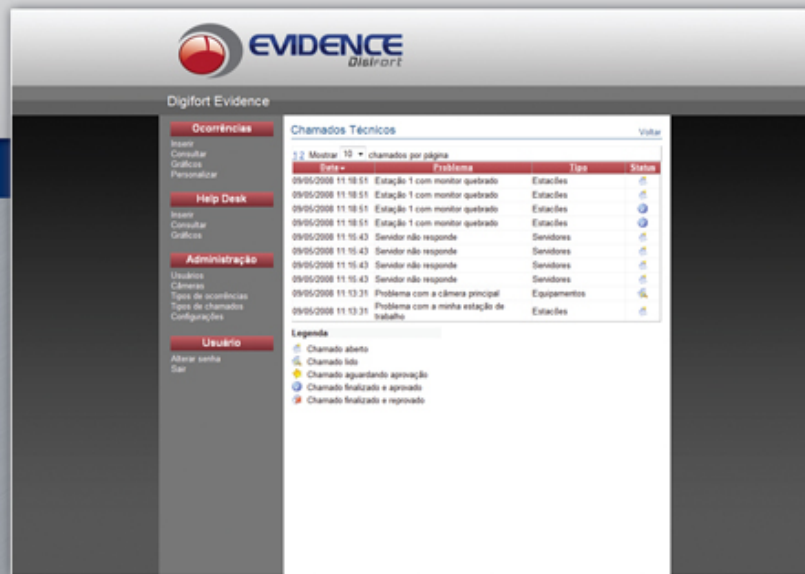 EVIDENCE
Digifort
Digifort Evidence
Ocorrências
Inserir
Consultar
Gráficos
Personalizar
Help Desk
Inserir
Consultar
Gráficos
Administração
Usuários
Câmeras
Tipos de ocorrências
Tipos de chamados
Configurações
Usuário
Alterar senha
Sair
Chamados Técnicos Voltar
1 2 Mostrar 10 chamados por página
Data Problema Tipo Status
09/05/2008 11:18:51 Estação 1 com monitor quebrado Estacões
09/05/2008 11:18:51 Estação 1 com monitor quebrado Estacões
09/05/2008 11:18:51 Estação 1 com monitor quebrado Estacões
09/05/2008 11:18:51 Estação 1 com monitor quebrado Estacões
09/05/2008 11:15:43 Servidor não responde Servidores
09/05/2008 11:15:43 Servidor não responde Servidores
09/05/2008 11:15:43 Servidor não responde Servidores
09/05/2008 11:15:43 Servidor não responde Servidores
09/05/2008 11:13:31 Problema com a câmera principal Equipamentos
09/05/2008 11:13:31 Problema com a minha estação de trabalho Estacões
Legenda
Chamado aberto
Chamado lido
Chamado aguardando aprovação
Chamado finalizado e aprovado
Chamado finalizado e reprovado